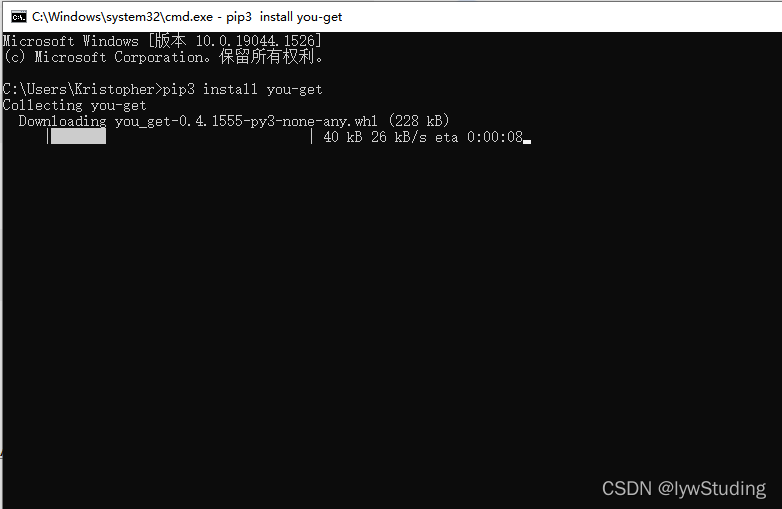 C:\Windows\system32\cmd.exe - pip3  install you-get
Microsoft Windows [版本 10.0.19044.1526]
(c) Microsoft Corporation。保留所有权利。
C:\Users\Kristopher>pip3 install you-get
Collecting you-get
  Downloading you_get-0.4.1555-py3-none-any.whl (228 kB)
     |███████                         | 40 kB 26 kB/s eta 0:00:08
CSDN @lywStuding